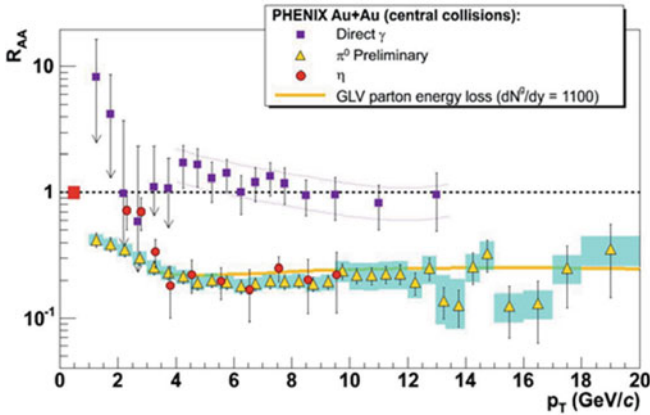 PHENIX Au+Au (central collisions):
Direct γ
π⁰ Preliminary
η
GLV parton energy loss (dNᵍ/dy = 1100)
R_AA
10
1
10⁻¹
0 2 4 6 8 10 12 14 16 18 20
p_T (GeV/c)